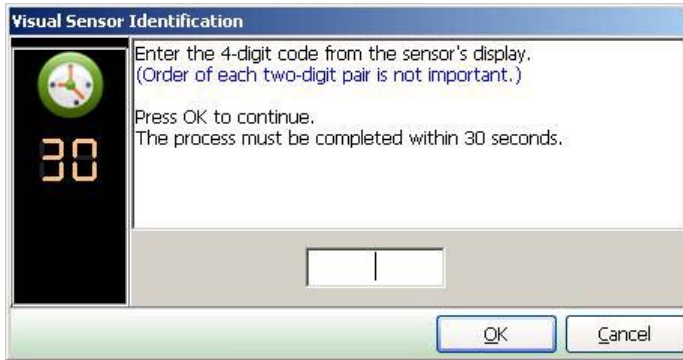 Visual Sensor Identification
Enter the 4-digit code from the sensor's display.
(Order of each two-digit pair is not important.)
Press OK to continue.
The process must be completed within 30 seconds.
30
OK
Cancel